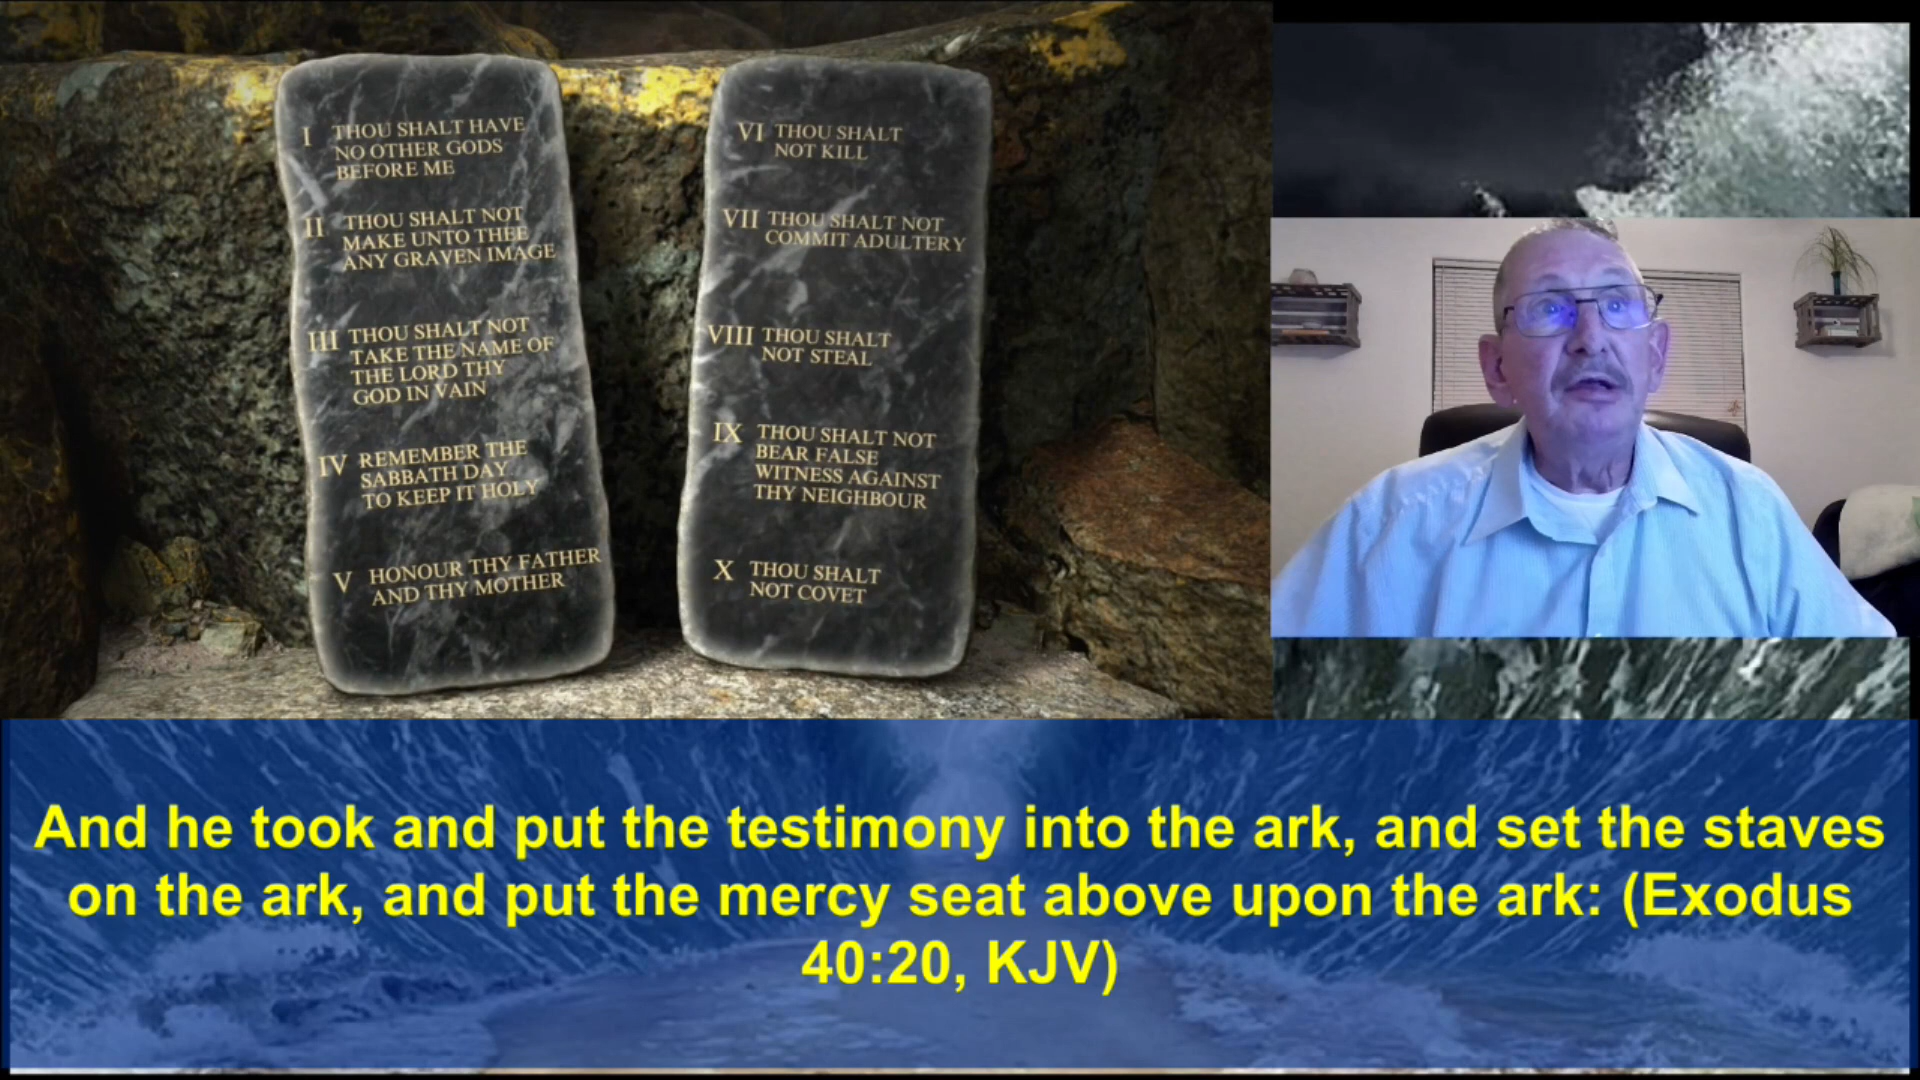 I THOU SHALT HAVE
NO OTHER GODS
BEFORE ME
II THOU SHALT NOT
MAKE UNTO THEE
ANY GRAVEN IMAGE
III THOU SHALT NOT
TAKE THE NAME OF
THE LORD THY
GOD IN VAIN
IV REMEMBER THE
SABBATH DAY
TO KEEP IT HOLY
V HONOUR THY FATHER
AND THY MOTHER
VI THOU SHALT
NOT KILL
VII THOU SHALT NOT
COMMIT ADULTERY
VIII THOU SHALT
NOT STEAL
IX THOU SHALT NOT
BEAR FALSE
WITNESS AGAINST
THY NEIGHBOUR
X THOU SHALT
NOT COVET
And he took and put the testimony into the ark, and set the staves
on the ark, and put the mercy seat above upon the ark: (Exodus
40:20, KJV)